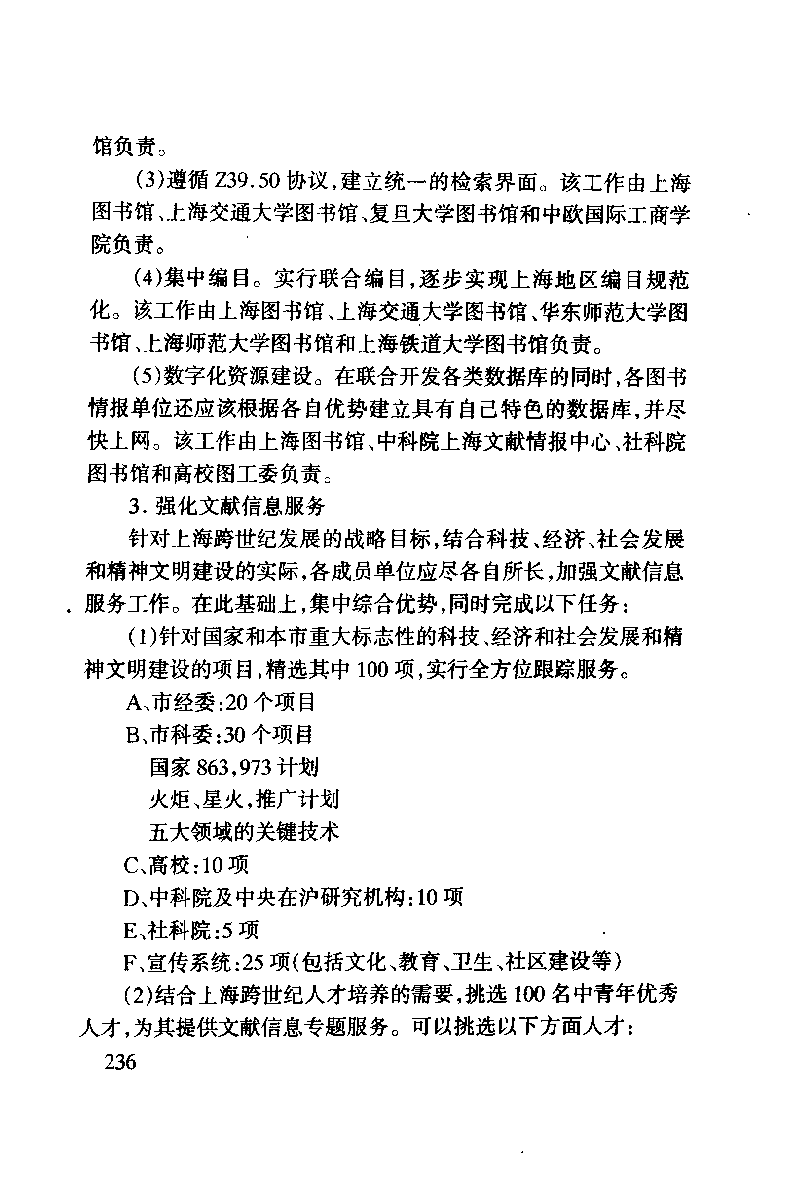 馆负责。
(3)遵循 Z39.50 协议,建立统一的检索界面。该工作由上海
图书馆、上海交通大学图书馆、复旦大学图书馆和中欧国际工商学
院负责。
(4)集中编目。实行联合编目,逐步实现上海地区编目规范
化。该工作由上海图书馆、上海交通大学图书馆、华东师范大学图
书馆、上海师范大学图书馆和上海铁道大学图书馆负责。
(5)数字化资源建设。在联合开发各类数据库的同时,各图书
情报单位还应该根据各自优势建立具有自己特色的数据库,并尽
快上网。该工作由上海图书馆、中科院上海文献情报中心、社科院
图书馆和高校图工委负责。
3. 强化文献信息服务
针对上海跨世纪发展的战略目标,结合科技、经济、社会发展
和精神文明建设的实际,各成员单位应尽各自所长,加强文献信息
服务工作。在此基础上,集中综合优势,同时完成以下任务:
(1)针对国家和本市重大标志性的科技、经济和社会发展和精
神文明建设的项目,精选其中 100 项,实行全方位跟踪服务。
A、市经委:20 个项目
B、市科委:30 个项目
国家 863,973 计划
火炬、星火,推广计划
五大领域的关键技术
C、高校:10 项
D、中科院及中央在沪研究机构:10 项
E、社科院:5 项
F、宣传系统:25 项(包括文化、教育、卫生、社区建设等)
(2)结合上海跨世纪人才培养的需要,挑选 100 名中青年优秀
人才,为其提供文献信息专题服务。可以挑选以下方面人才:
236